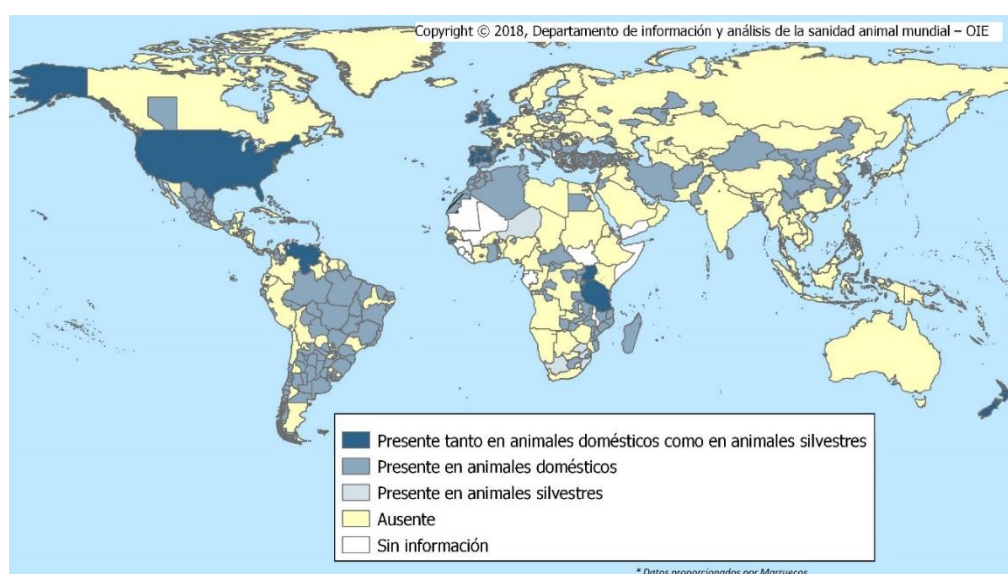 Copyright © 2018, Departamento de información y análisis de la sanidad animal mundial – OIE
Presente tanto en animales domésticos como en animales silvestres
Presente en animales domésticos
Presente en animales silvestres
Ausente
Sin información
* Datos proporcionados por Marruecos